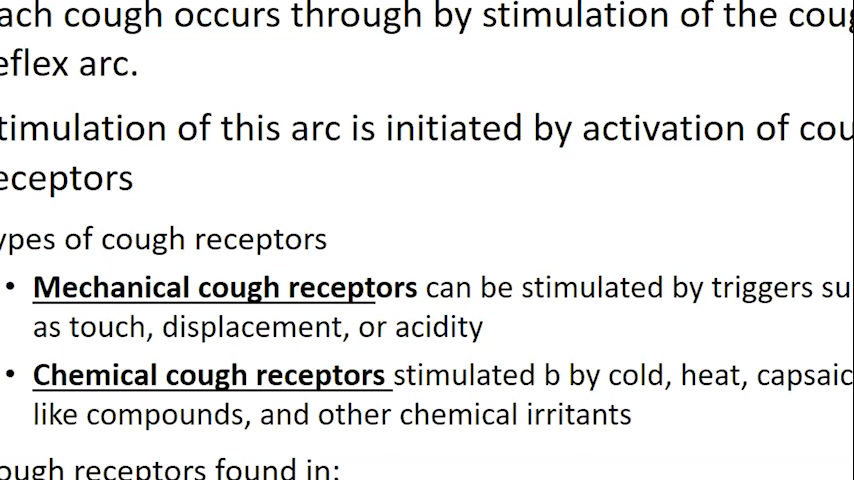 ach cough occurs through by stimulation of the coug
eflex arc.
timulation of this arc is initiated by activation of cou
eceptors
ypes of cough receptors
• Mechanical cough receptors can be stimulated by triggers su
as touch, displacement, or acidity
• Chemical cough receptors stimulated b by cold, heat, capsaic
like compounds, and other chemical irritants
ough receptors found in: